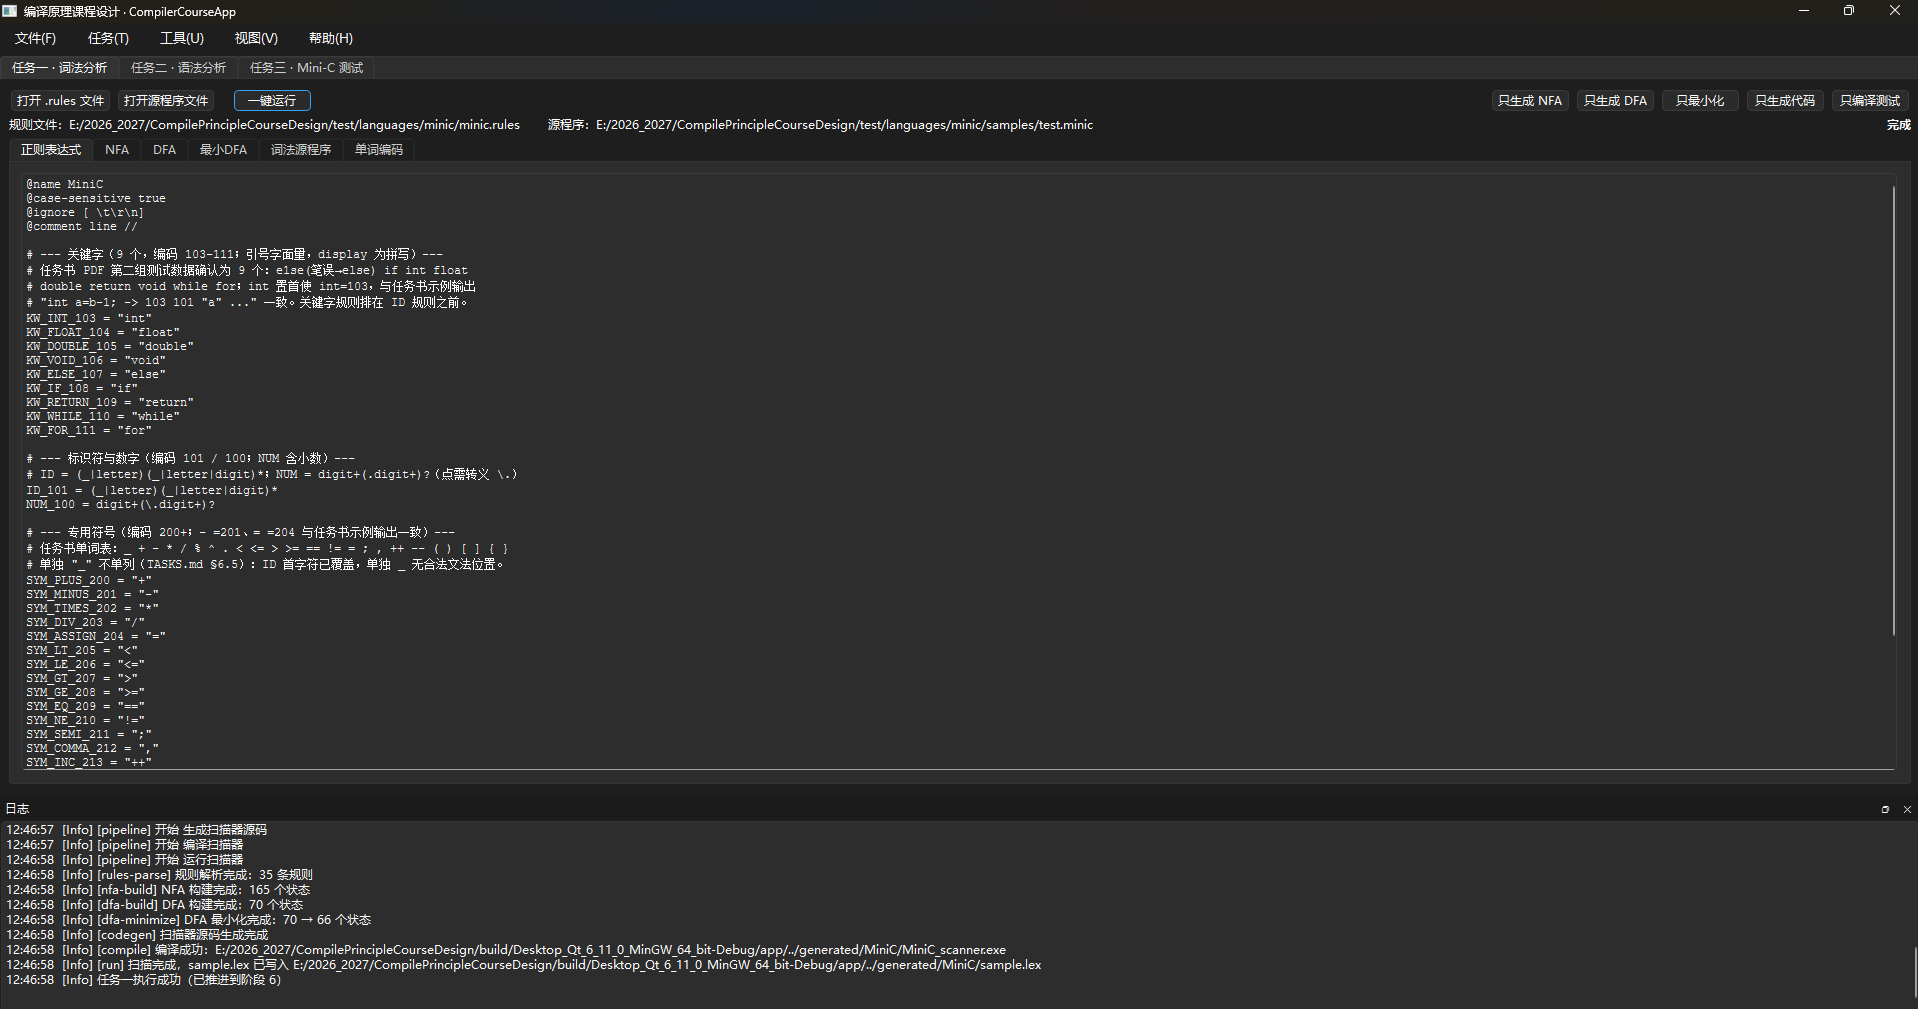 编译原理课程设计 · CompilerCourseApp
文件(F) 任务(T) 工具(U) 视图(V) 帮助(H)
任务一 · 词法分析 任务二 · 语法分析 任务三 · Mini-C 测试
打开 .rules 文件 打开源程序文件 一键运行 只生成 NFA 只生成 DFA 只最小化 只生成代码 只编译测试
规则文件：E:/2026_2027/CompilePrincipleCourseDesign/test/languages/minic/minic.rules 源程序：E:/2026_2027/CompilePrincipleCourseDesign/test/languages/minic/samples/test.minic 完成
正则表达式 NFA DFA 最小DFA 词法源程序 单词编码
@name MiniC
@case-sensitive true
@ignore [ \t\r\n]
@comment line //
# --- 关键字（9 个，编码 103-111；引号字面量，display 为拼写）---
# 任务书 PDF 第二组测试数据确认为 9 个：else(笔误→else) if int float
# double return void while for；int 置首使 int=103，与任务书示例输出
# "int a=b-1; -> 103 101 "a" ..." 一致。关键字规则排在 ID 规则之前。
KW_INT_103 = "int"
KW_FLOAT_104 = "float"
KW_DOUBLE_105 = "double"
KW_VOID_106 = "void"
KW_ELSE_107 = "else"
KW_IF_108 = "if"
KW_RETURN_109 = "return"
KW_WHILE_110 = "while"
KW_FOR_111 = "for"
# --- 标识符与数字（编码 101 / 100；NUM 含小数）---
# ID = (_|letter)(_|letter|digit)*；NUM = digit+(.digit+)?（点需转义 \.）
ID_101 = (_|letter)(_|letter|digit)*
NUM_100 = digit+(\.digit+)?
# --- 专用符号（编码 200+；- =201、= =204 与任务书示例输出一致）---
# 任务书单词表：_ + - * / % ^ . < <= > >= == != = ; , ++ -- ( ) [ ] { }
# 单独 "_" 不单列（TASKS.md §6.5）：ID 首字符已覆盖，单独 _ 无合法文法位置。
SYM_PLUS_200 = "+"
SYM_MINUS_201 = "-"
SYM_TIMES_202 = "*"
SYM_DIV_203 = "/"
SYM_ASSIGN_204 = "="
SYM_LT_205 = "<"
SYM_LE_206 = "<="
SYM_GT_207 = ">"
SYM_GE_208 = ">="
SYM_EQ_209 = "=="
SYM_NE_210 = "!="
SYM_SEMI_211 = ";"
SYM_COMMA_212 = ","
SYM_INC_213 = "++"
日志
12:46:57 [Info] [pipeline] 开始 生成扫描器源码
12:46:57 [Info] [pipeline] 开始 编译扫描器
12:46:58 [Info] [pipeline] 开始 运行扫描器
12:46:58 [Info] [rules-parse] 规则解析完成：35 条规则
12:46:58 [Info] [nfa-build] NFA 构建完成：165 个状态
12:46:58 [Info] [dfa-build] DFA 构建完成：70 个状态
12:46:58 [Info] [dfa-minimize] DFA 最小化完成：70 → 66 个状态
12:46:58 [Info] [codegen] 扫描器源码生成完成
12:46:58 [Info] [compile] 编译成功：E:/2026_2027/CompilePrincipleCourseDesign/build/Desktop_Qt_6_11_0_MinGW_64_bit-Debug/app/../generated/MiniC/MiniC_scanner.exe
12:46:58 [Info] [run] 扫描完成，sample.lex 已写入 E:/2026_2027/CompilePrincipleCourseDesign/build/Desktop_Qt_6_11_0_MinGW_64_bit-Debug/app/../generated/MiniC/sample.lex
12:46:58 [Info] 任务一执行成功（已推进到阶段 6）